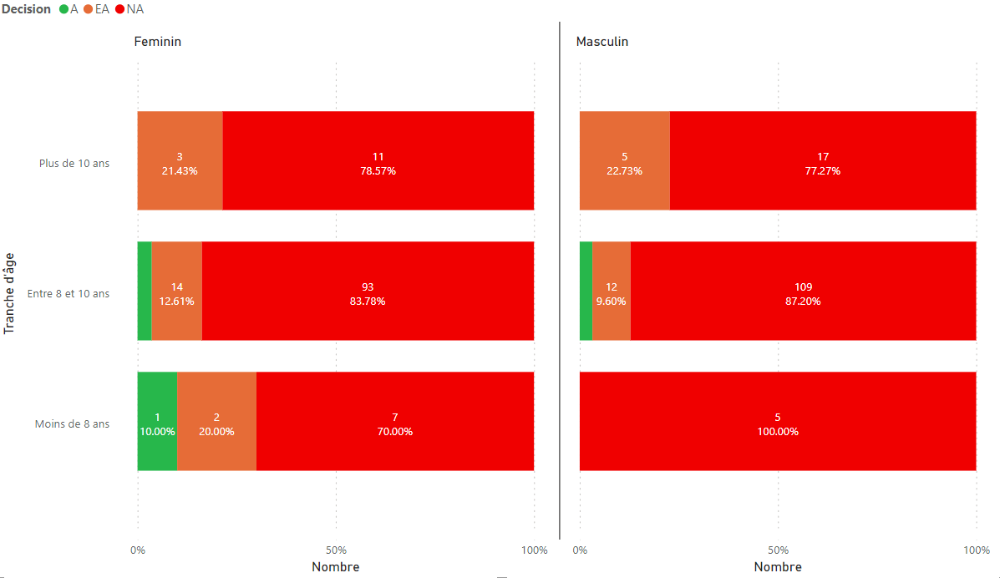 Decision A EA NA
Feminin
Masculin
Plus de 10 ans
3
21.43%
11
78.57%
5
22.73%
17
77.27%
Tranche d'âge
Entre 8 et 10 ans
14
12.61%
93
83.78%
12
9.60%
109
87.20%
Moins de 8 ans
1
10.00%
2
20.00%
7
70.00%
5
100.00%
0% 50% 100%
Nombre
0% 50% 100%
Nombre